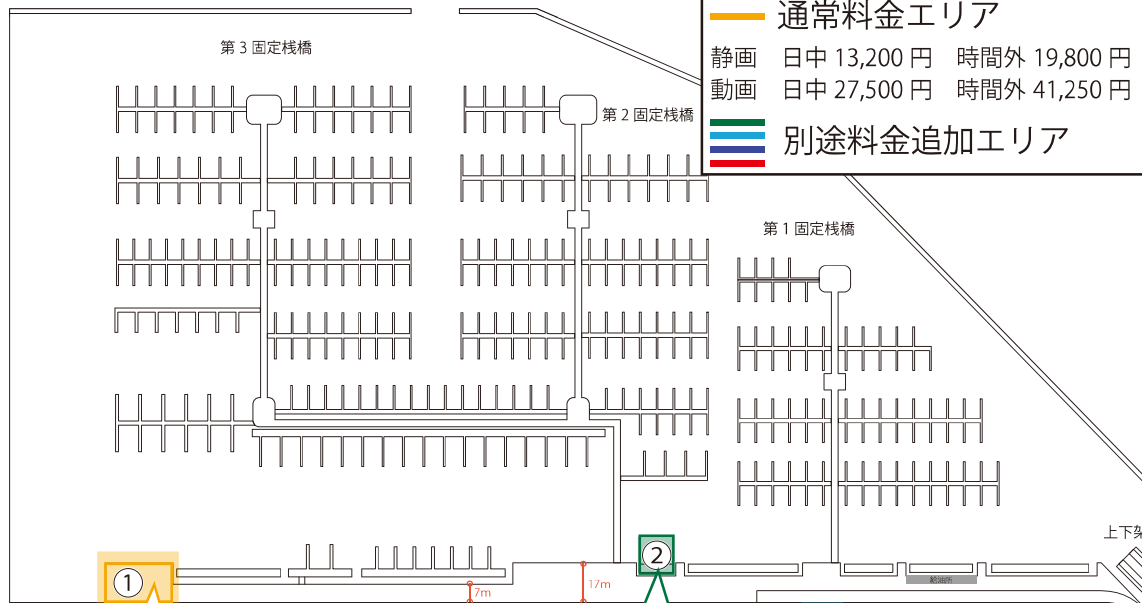 通常料金エリア
静画 日中 13,200 円 時間外 19,800 円
動画 日中 27,500 円 時間外 41,250 円
別途料金追加エリア
第 3 固定桟橋
第 2 固定桟橋
第 1 固定桟橋
上下架
①
②
7m
17m
給油所